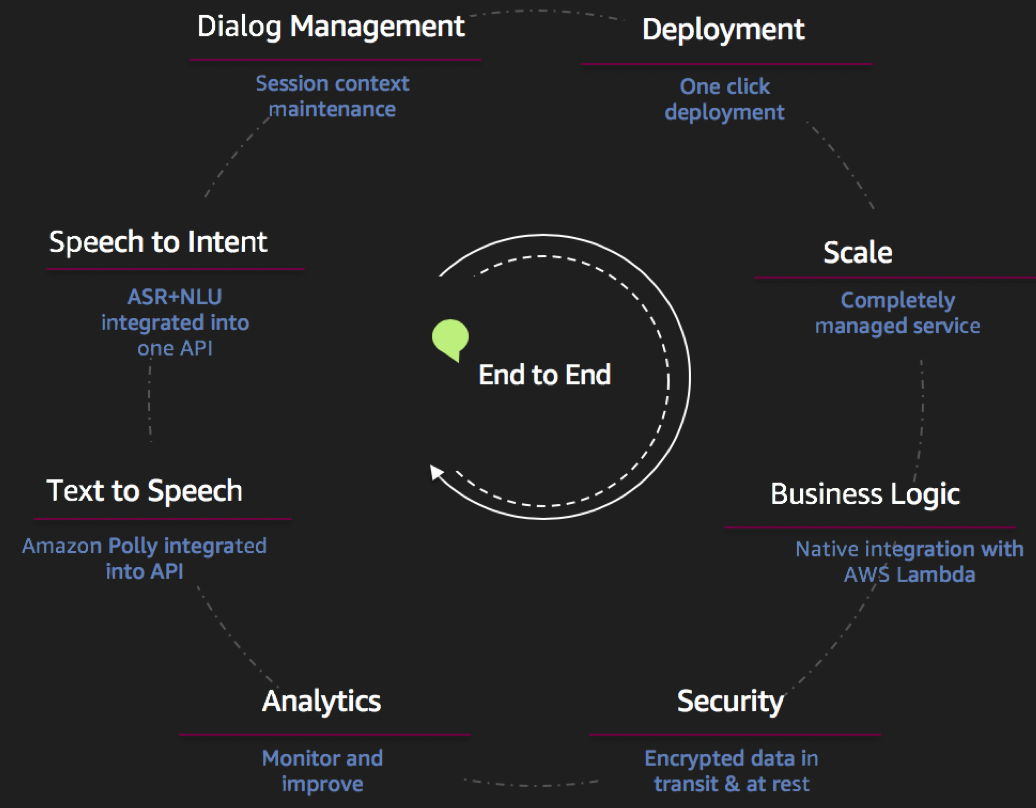 Dialog Management
Session context
maintenance
Deployment
One click
deployment
Speech to Intent
ASR+NLU
integrated into
one API
Scale
Completely
managed service
End to End
Text to Speech
Amazon Polly integrated
into API
Business Logic
Native integration with
AWS Lambda
Analytics
Monitor and
improve
Security
Encrypted data in
transit & at rest